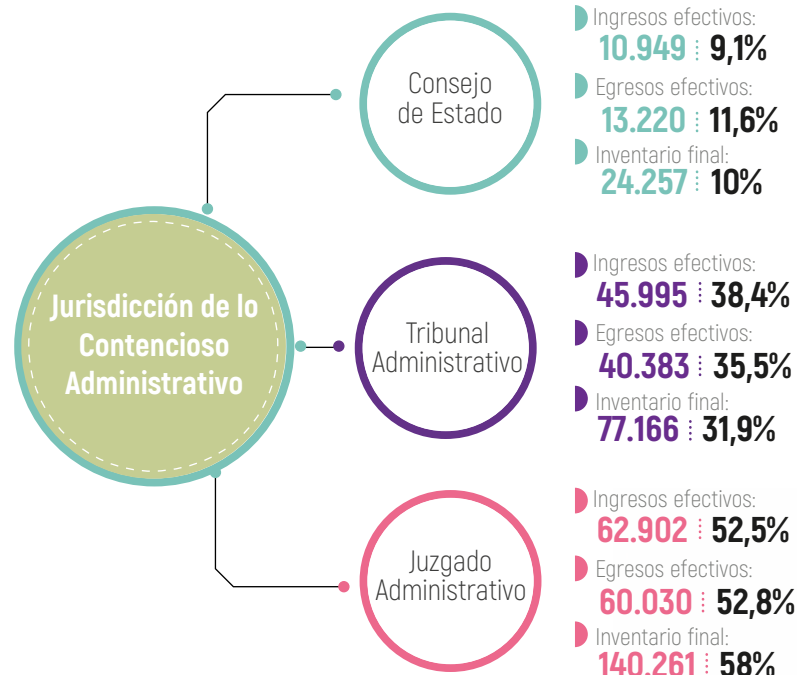 Jurisdicción de lo
Contencioso
Administrativo
Consejo
de Estado
Ingresos efectivos:
10.949 9,1%
Egresos efectivos:
13.220 11,6%
Inventario final:
24.257 10%
Tribunal
Administrativo
Ingresos efectivos:
45.995 38,4%
Egresos efectivos:
40.383 35,5%
Inventario final:
77.166 31,9%
Juzgado
Administrativo
Ingresos efectivos:
62.902 52,5%
Egresos efectivos:
60.030 52,8%
Inventario final:
140.261 58%